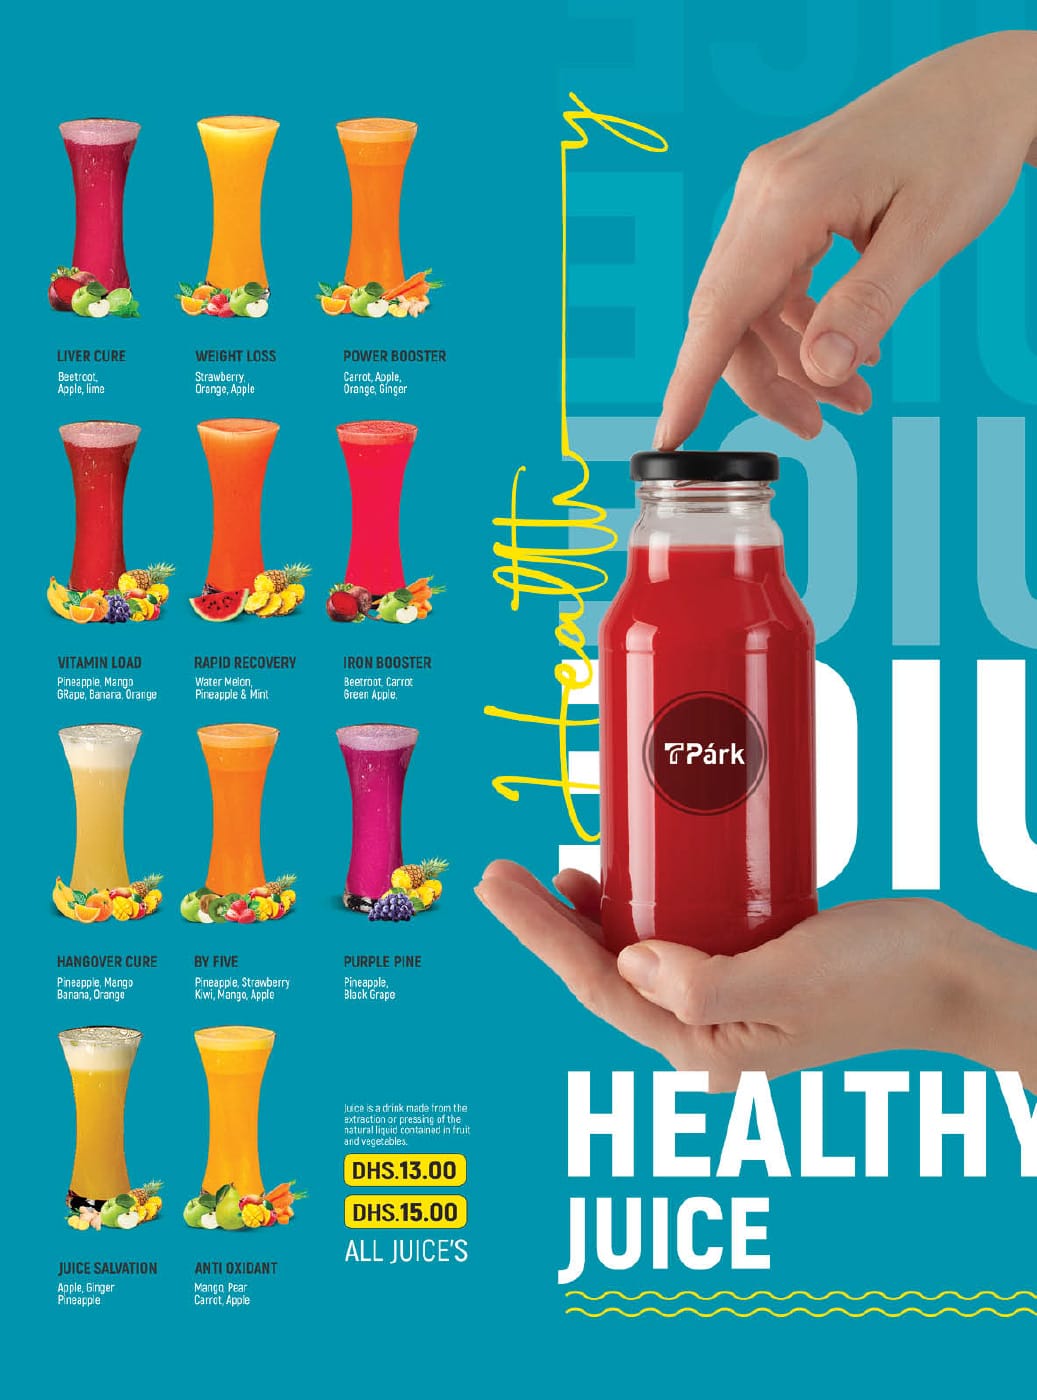 LIVER CURE
Beetroot,
Apple, lime
WEIGHT LOSS
Strawberry,
Orange, Apple
POWER BOOSTER
Carrot, Apple,
Orange, Ginger
VITAMIN LOAD
Pineapple, Mango
GRape, Banana, Orange
RAPID RECOVERY
Water Melon,
Pineapple & Mint
IRON BOOSTER
Beetroot, Carrot
Green Apple.
HANGOVER CURE
Pineapple, Mango
Banana, Orange
BY FIVE
Pineapple, Strawberry
Kiwi, Mango, Apple
PURPLE PINE
Pineapple,
Black Grape
JUICE SALVATION
Apple, Ginger
Pineapple
ANTI OXIDANT
Mango, Pear
Carrot, Apple
Juice is a drink made from the
extraction or pressing of the
natural liquid contained in fruit
and vegetables.
DHS.13.00
DHS.15.00
ALL JUICE'S
Healthy
TPárk
HEALTHY
JUICE